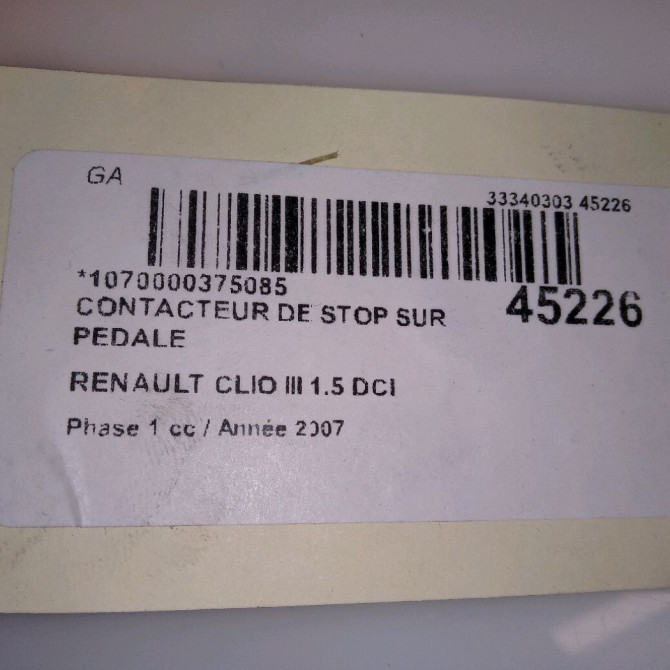 GA
33340303 45226
*1070000375085
45226
CONTACTEUR DE STOP SUR
PEDALE
RENAULT CLIO III 1.5 DCI
Phase 1 cc / Année 2007